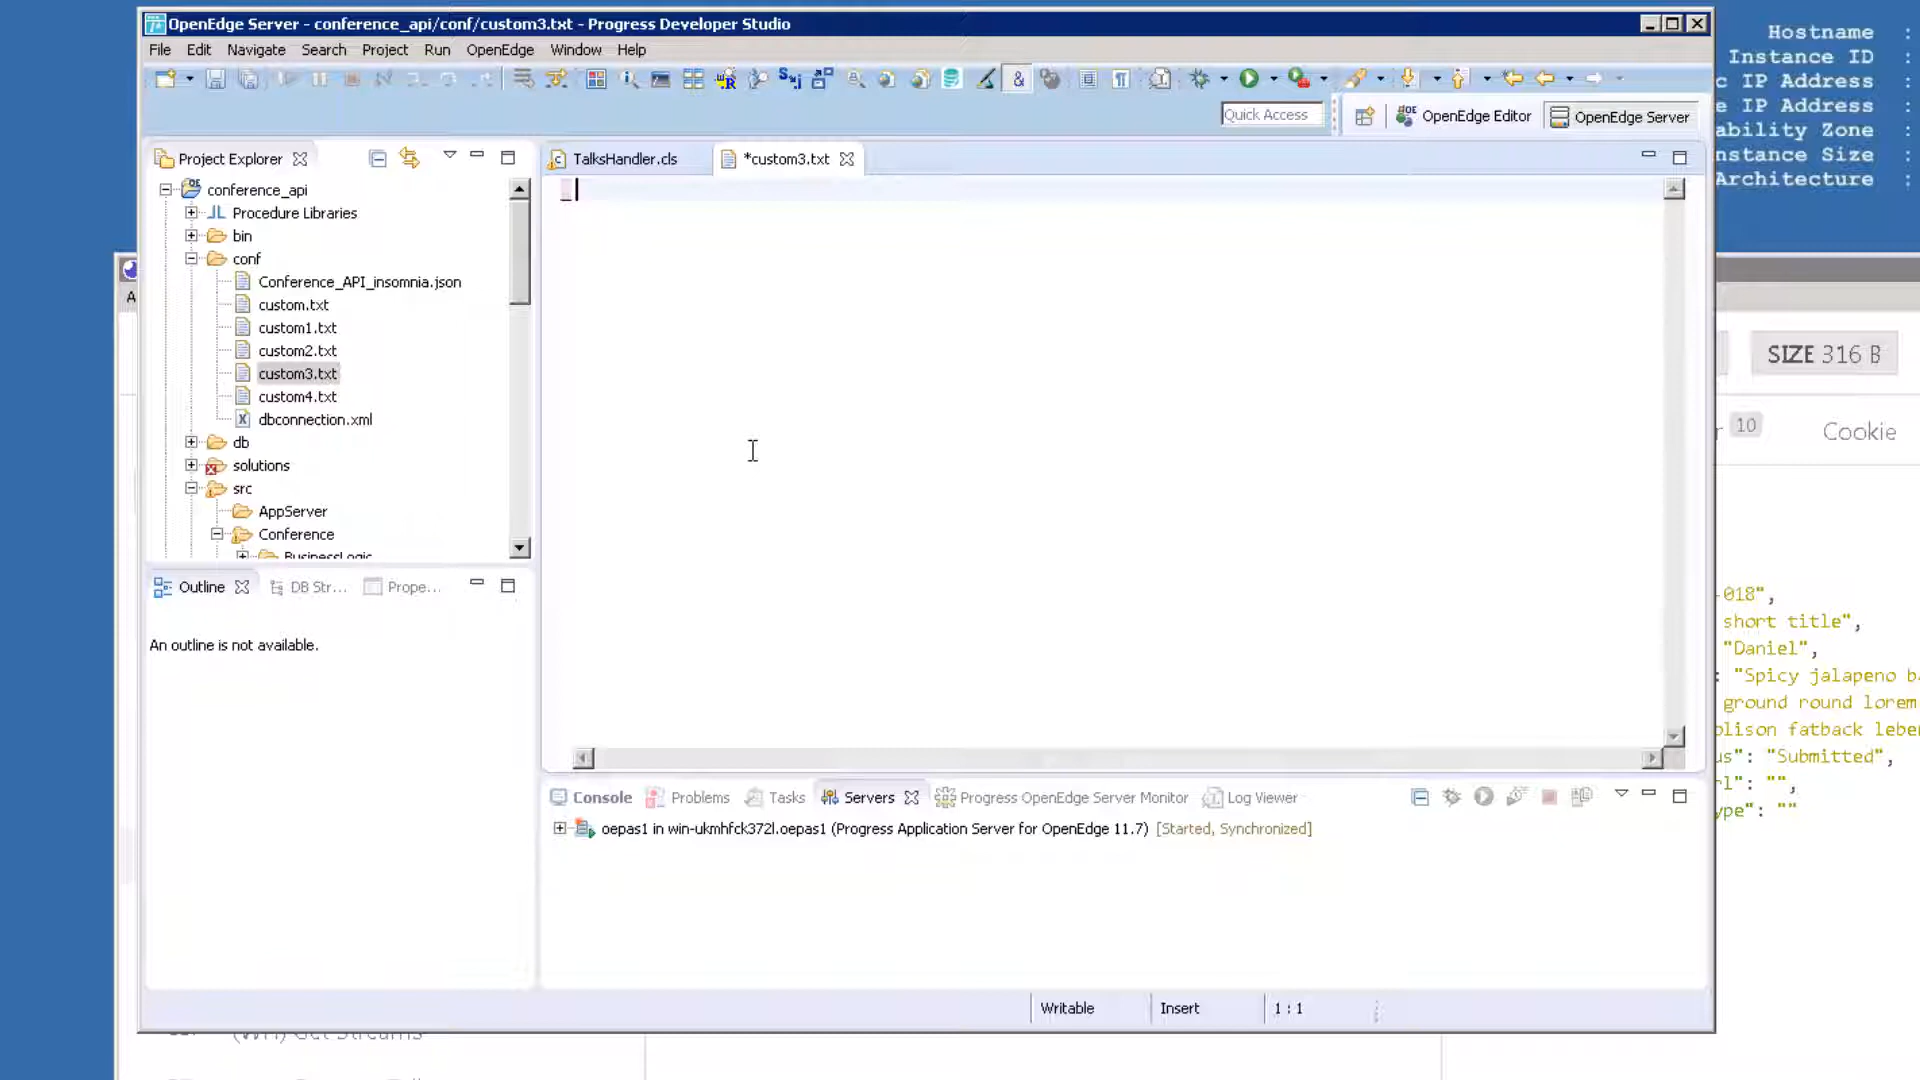 OpenEdge Server - conference_api/conf/custom3.txt - Progress Developer Studio
File Edit Navigate Search Project Run OpenEdge Window Help
Quick Access
OpenEdge Editor
OpenEdge Server
Project Explorer
conference_api
Procedure Libraries
bin
conf
Conference_API_insomnia.json
custom.txt
custom1.txt
custom2.txt
custom3.txt
custom4.txt
dbconnection.xml
db
solutions
src
AppServer
Conference
BusinessLogic
TalksHandler.cls
*custom3.txt
Outline
DB Str...
Prope...
An outline is not available.
Console
Problems
Tasks
Servers
Progress OpenEdge Server Monitor
Log Viewer
oepas1 in win-ukmhfck372l.oepas1 (Progress Application Server for OpenEdge 11.7) [Started, Synchronized]
Writable
Insert
1 : 1
Hostname :
Instance ID :
c IP Address :
e IP Address :
ability Zone :
nstance Size :
Architecture :
SIZE 316 B
r 10
Cookie
-018",
short title",
"Daniel",
: "Spicy jalapeno b
ground round lorem
olison fatback lebe
us": "Submitted",
rl": "",
ype": ""
Get Streams